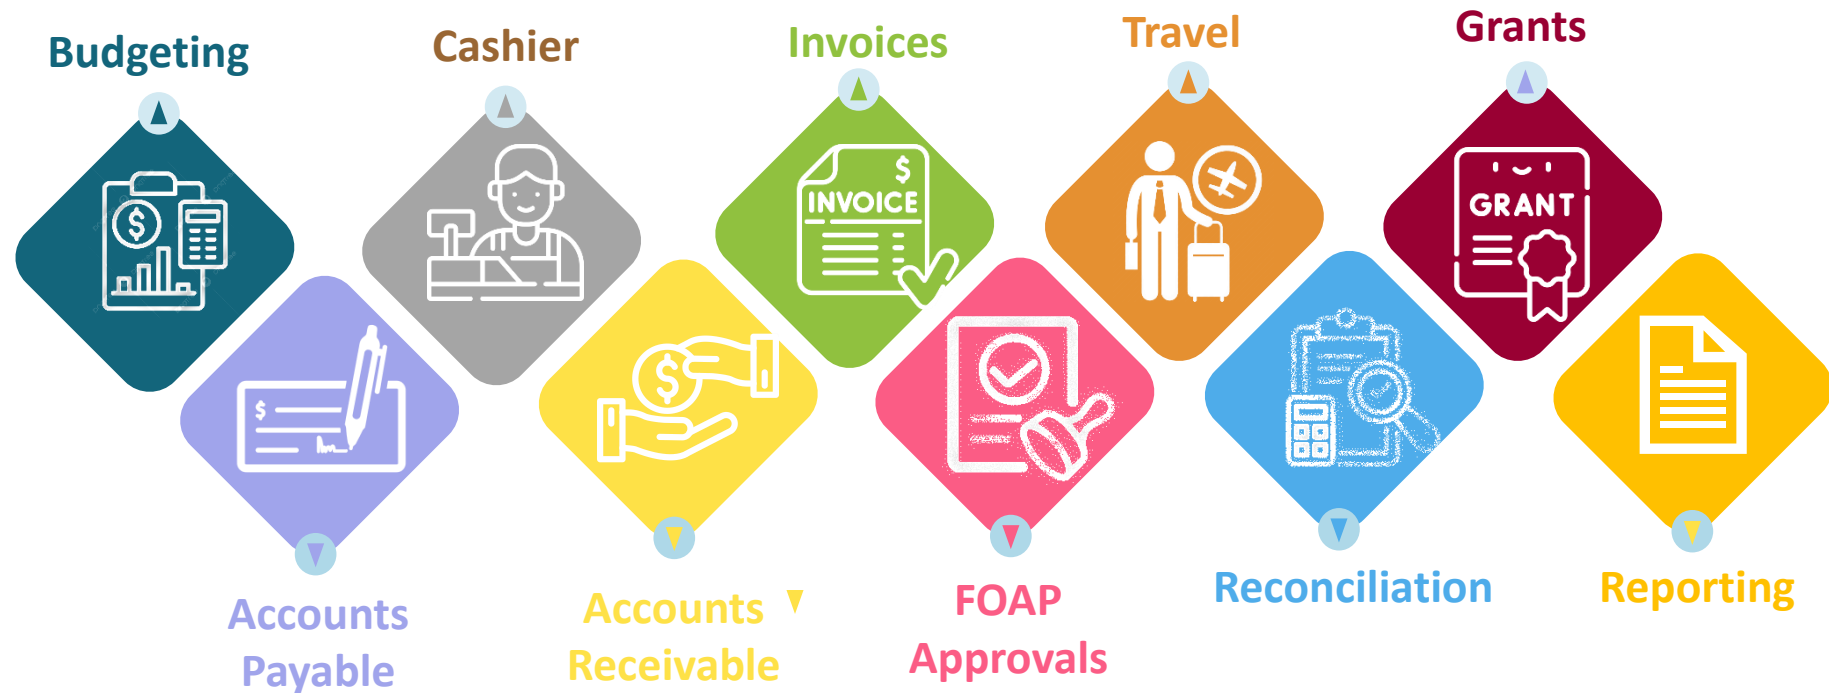 Budgeting
Cashier
Invoices
Travel
Grants
$
$
INVOICE
GRANT
$
$
Accounts
Payable
Accounts
Receivable
FOAP
Approvals
Reconciliation
Reporting